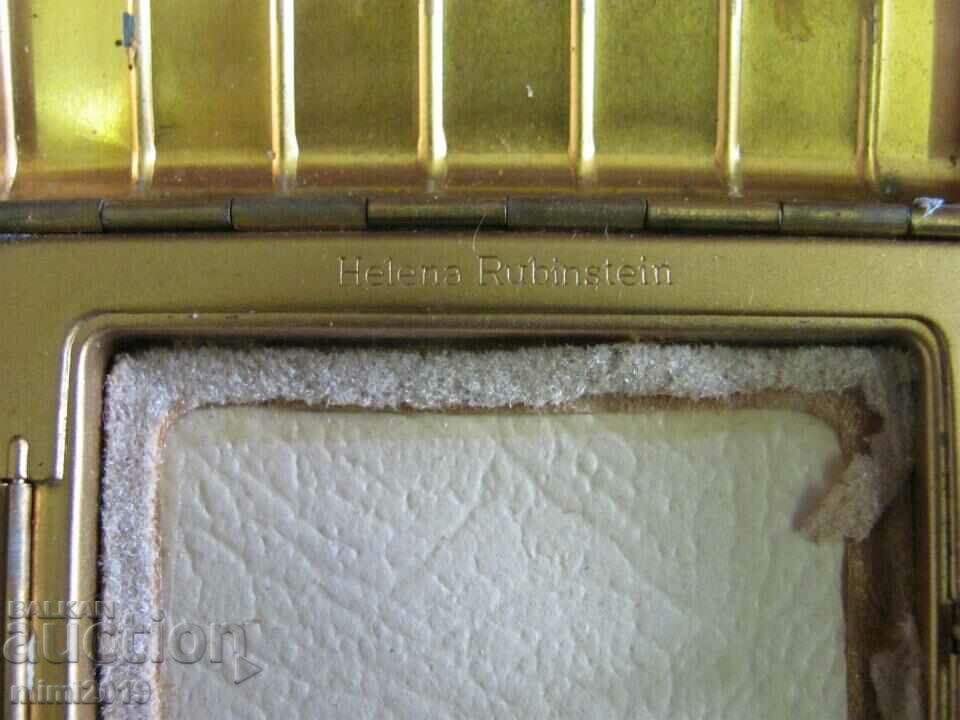 Helena Rubinstein
BALKAN
auction
mimi2019